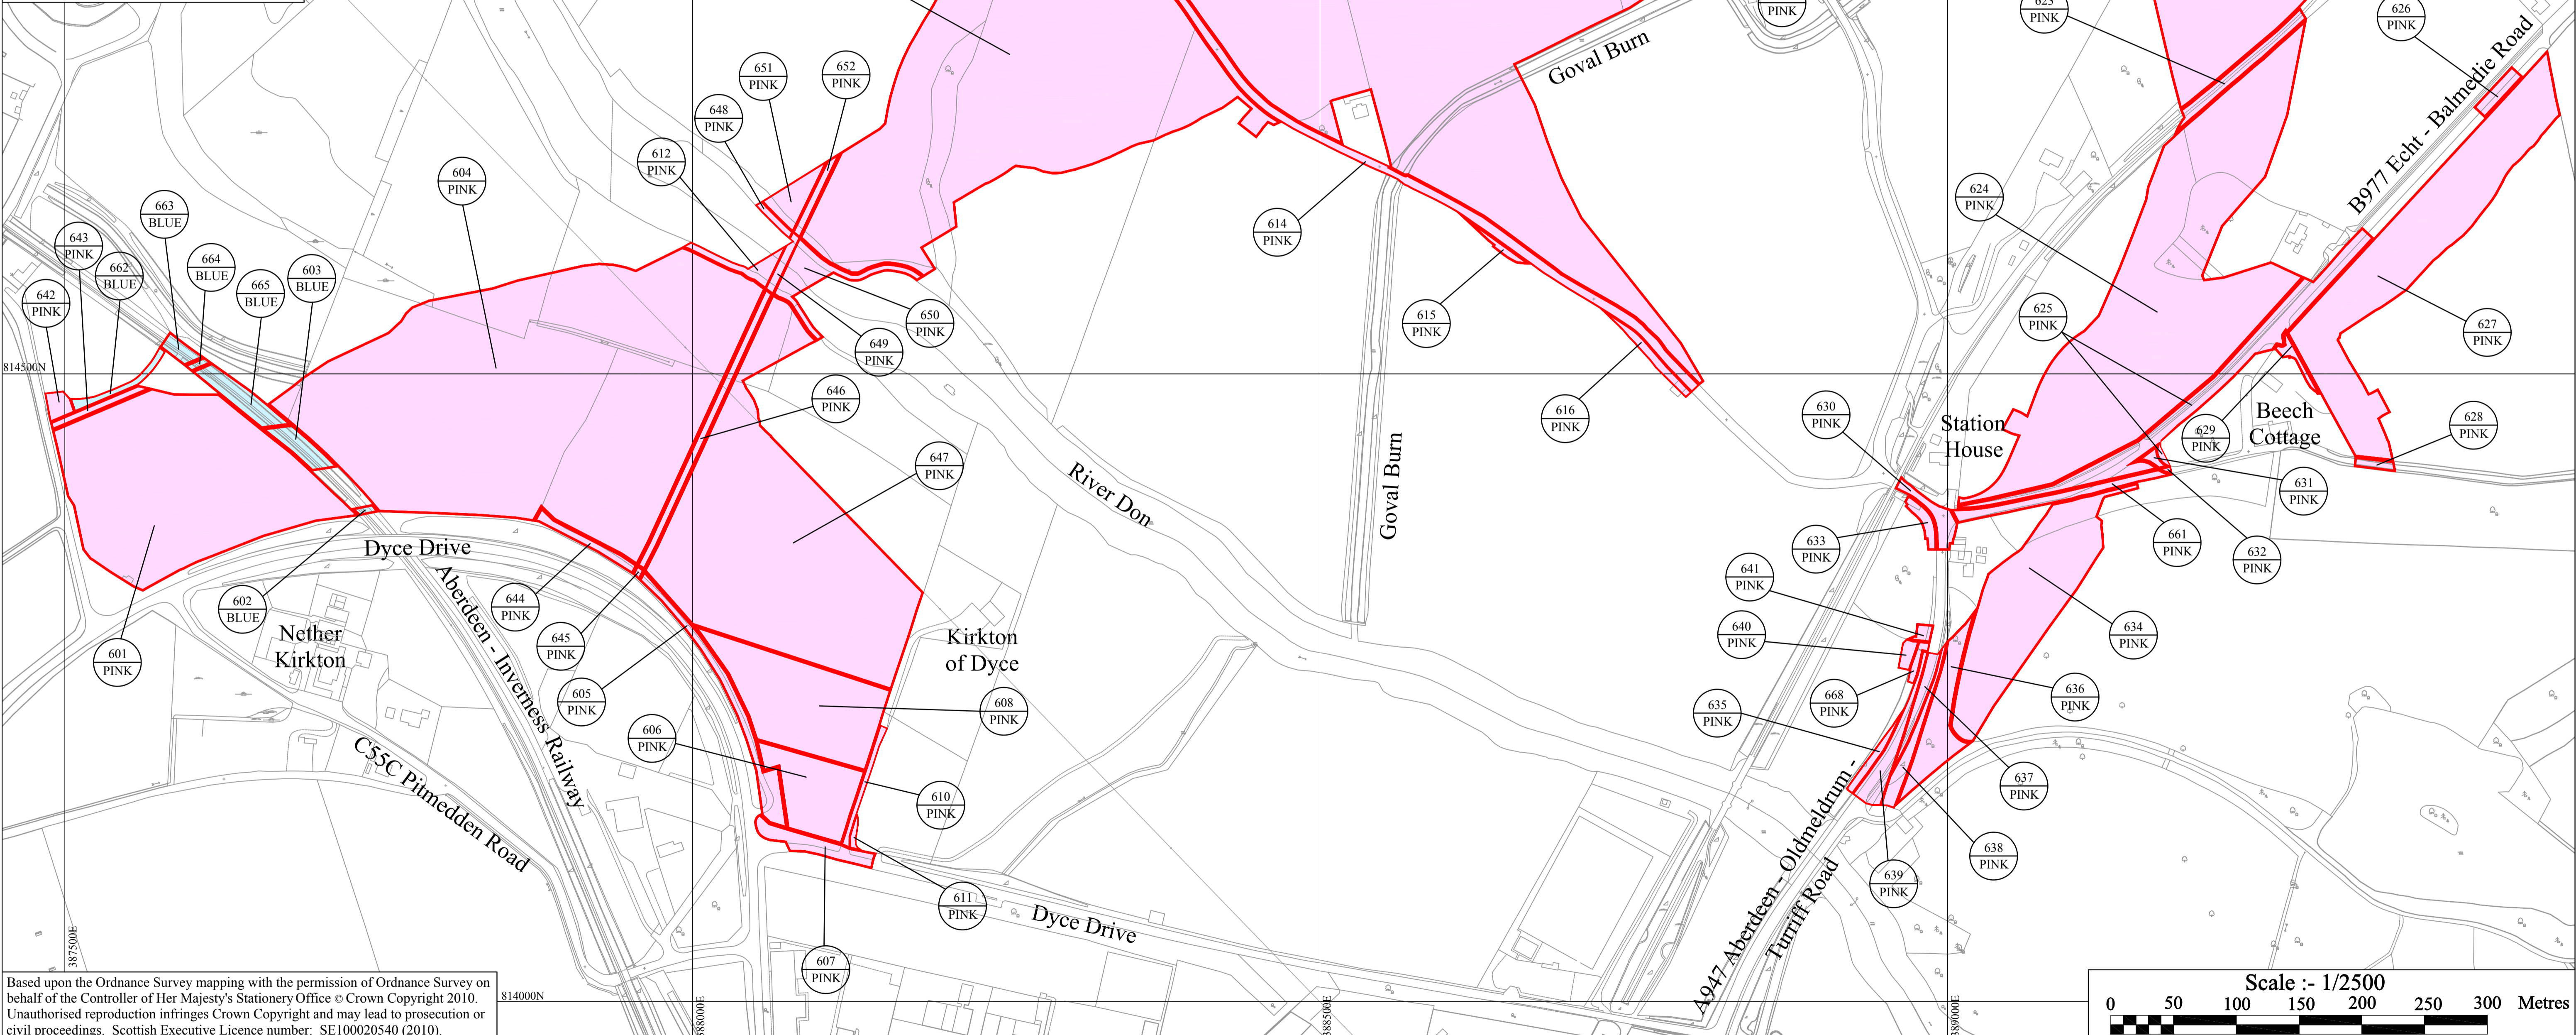 PINK
623
PINK
626
PINK
651
PINK
652
PINK
Goval Burn
B977 Echt - Balmedie Road
648
PINK
612
PINK
604
PINK
663
BLUE
643
PINK
662
BLUE
664
BLUE
665
BLUE
603
BLUE
642
PINK
614
PINK
624
PINK
650
PINK
649
PINK
615
PINK
625
PINK
627
PINK
814500N
646
PINK
616
PINK
630
PINK
Station
House
629
PINK
Beech
Cottage
628
PINK
647
PINK
River Don
Goval Burn
631
PINK
Dyce Drive
633
PINK
661
PINK
632
PINK
602
BLUE
644
PINK
641
PINK
Aberdeen - Inverness Railway
Nether
Kirkton
645
PINK
Kirkton
of Dyce
640
PINK
634
PINK
601
PINK
605
PINK
608
PINK
668
PINK
636
PINK
635
PINK
606
PINK
C55C Pitmedden Road
610
PINK
637
PINK
638
PINK
639
PINK
611
PINK
Dyce Drive
A947 Aberdeen - Oldmeldrum -
Turriff Road
607
PINK
387500E
388000E
388500E
389000E
814000N
Based upon the Ordnance Survey mapping with the permission of Ordnance Survey on
behalf of the Controller of Her Majesty's Stationery Office © Crown Copyright 2010.
Unauthorised reproduction infringes Crown Copyright and may lead to prosecution or
civil proceedings. Scottish Executive Licence number: SE100020540 (2010).
Scale :- 1/2500
0 50 100 150 200 250 300 Metres